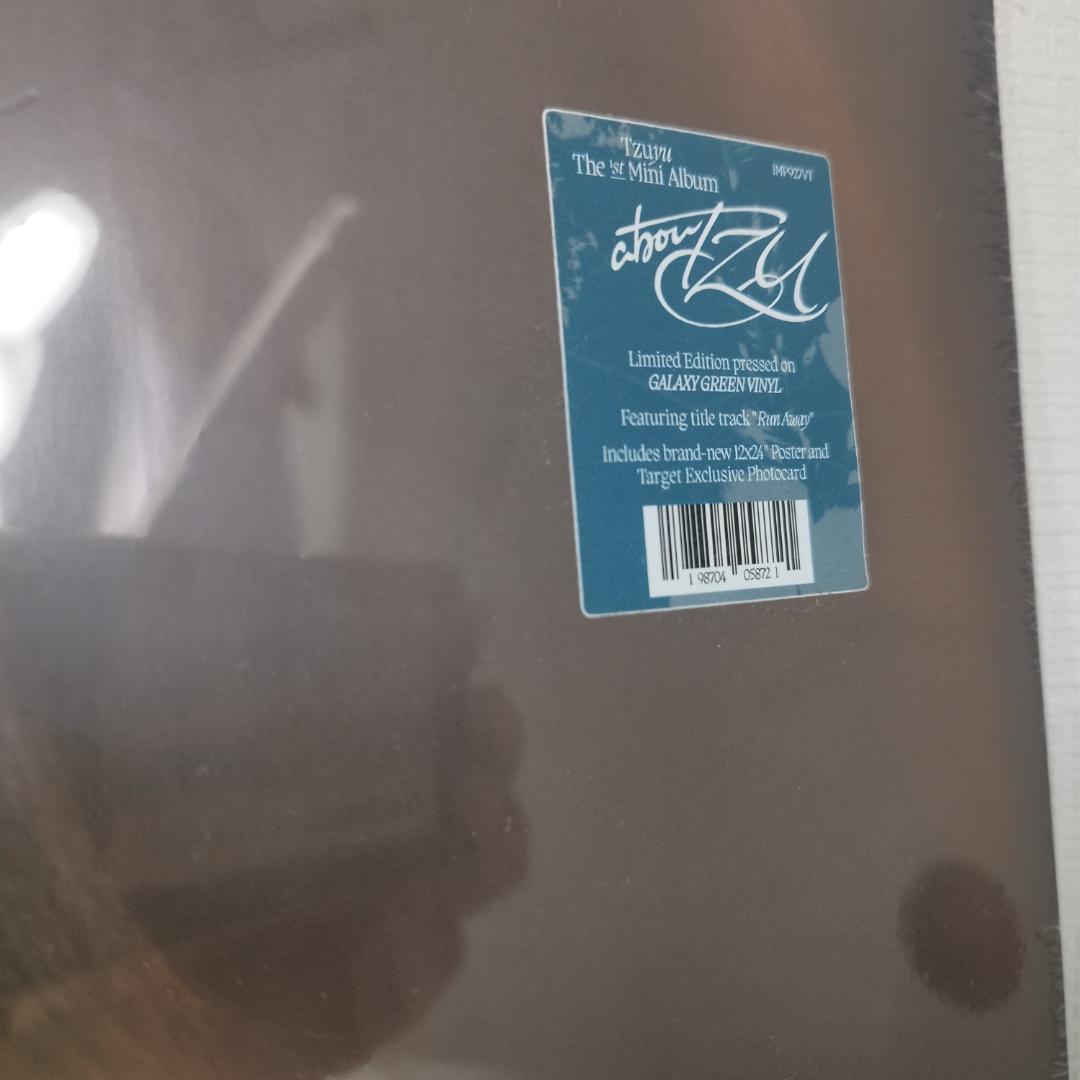 Tzuyu
The 1st Mini Album
IMP927VT
abouTZU
Limited Edition pressed on
GALAXY GREEN VINYL
Featuring title track "Run Away"
Includes brand-new 12x24" Poster and
Target Exclusive Photocard
1 98704 05872 1